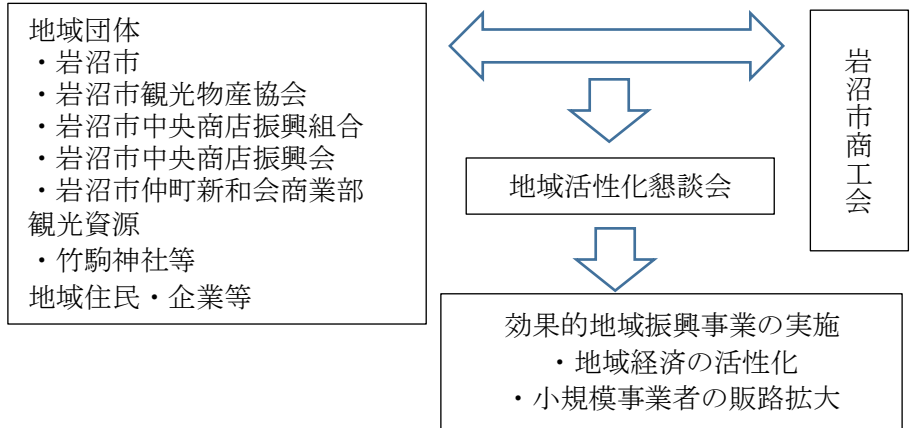 地域団体
・岩沼市
・岩沼市観光物産協会
・岩沼市中央商店振興組合
・岩沼市中央商店振興会
・岩沼市仲町新和会商業部
観光資源
・竹駒神社等
地域住民・企業等
岩沼市商工会
地域活性化懇談会
効果的地域振興事業の実施
・地域経済の活性化
・小規模事業者の販路拡大